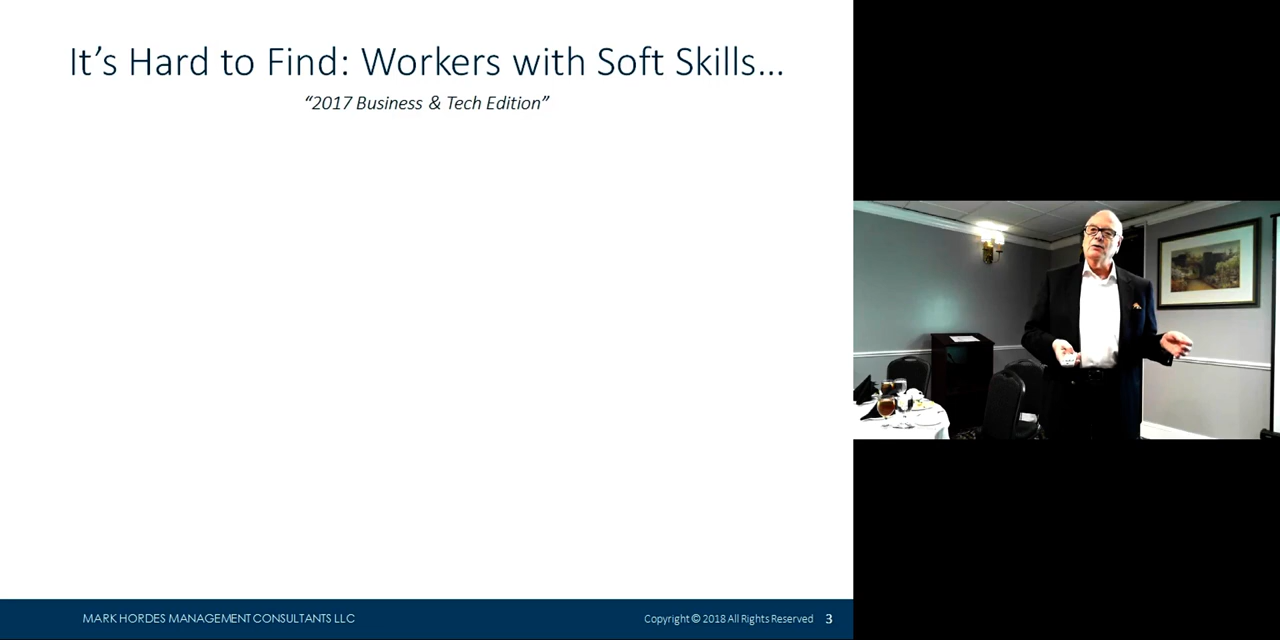 It’s Hard to Find: Workers with Soft Skills…
“2017 Business & Tech Edition”
MARK HORDES MANAGEMENT CONSULTANTS LLC
Copyright © 2018 All Rights Reserved 3